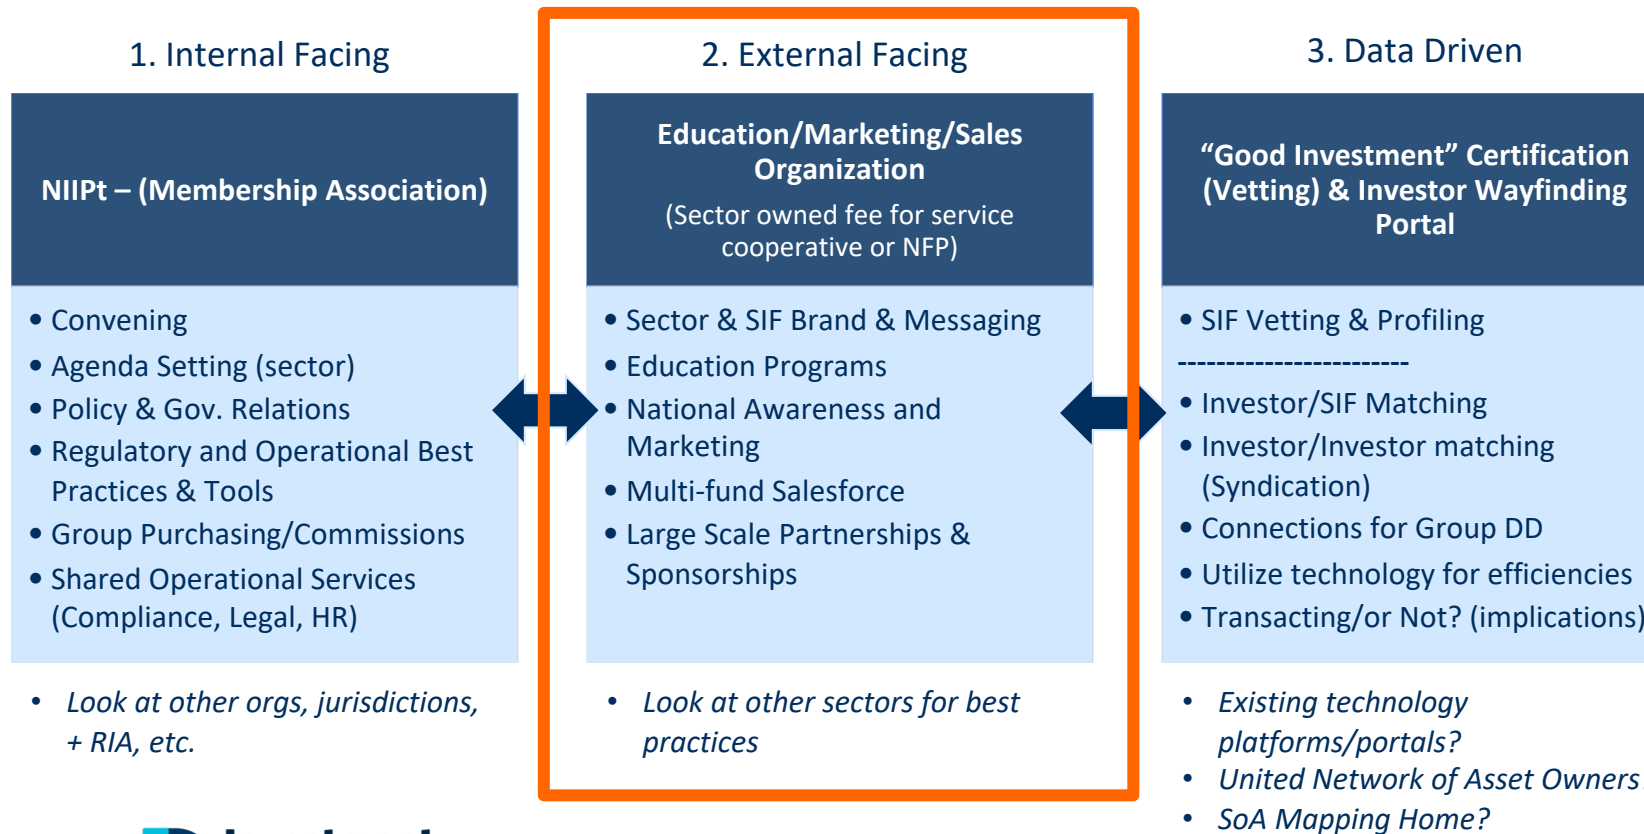 1. Internal Facing
NIIPt – (Membership Association)
• Convening
• Agenda Setting (sector)
• Policy & Gov. Relations
• Regulatory and Operational Best
Practices & Tools
• Group Purchasing/Commissions
• Shared Operational Services
(Compliance, Legal, HR)
• Look at other orgs, jurisdictions,
+ RIA, etc.
2. External Facing
Education/Marketing/Sales
Organization
(Sector owned fee for service
cooperative or NFP)
• Sector & SIF Brand & Messaging
• Education Programs
• National Awareness and
Marketing
• Multi-fund Salesforce
• Large Scale Partnerships &
Sponsorships
• Look at other sectors for best
practices
3. Data Driven
“Good Investment” Certification
(Vetting) & Investor Wayfinding
Portal
• SIF Vetting & Profiling
------------------------
• Investor/SIF Matching
• Investor/Investor matching
(Syndication)
• Connections for Group DD
• Utilize technology for efficiencies
• Transacting/or Not? (implications)
• Existing technology
platforms/portals?
• United Network of Asset Owners
• SoA Mapping Home?